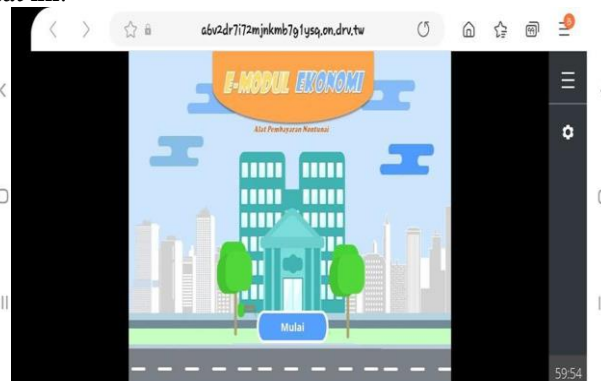 a6v2dr7i72mjnkmb7g1ysq.on.drv.tw
E-MODUL EKONOMI
Alat Pembayaran Nontunai
Mulai
59:54